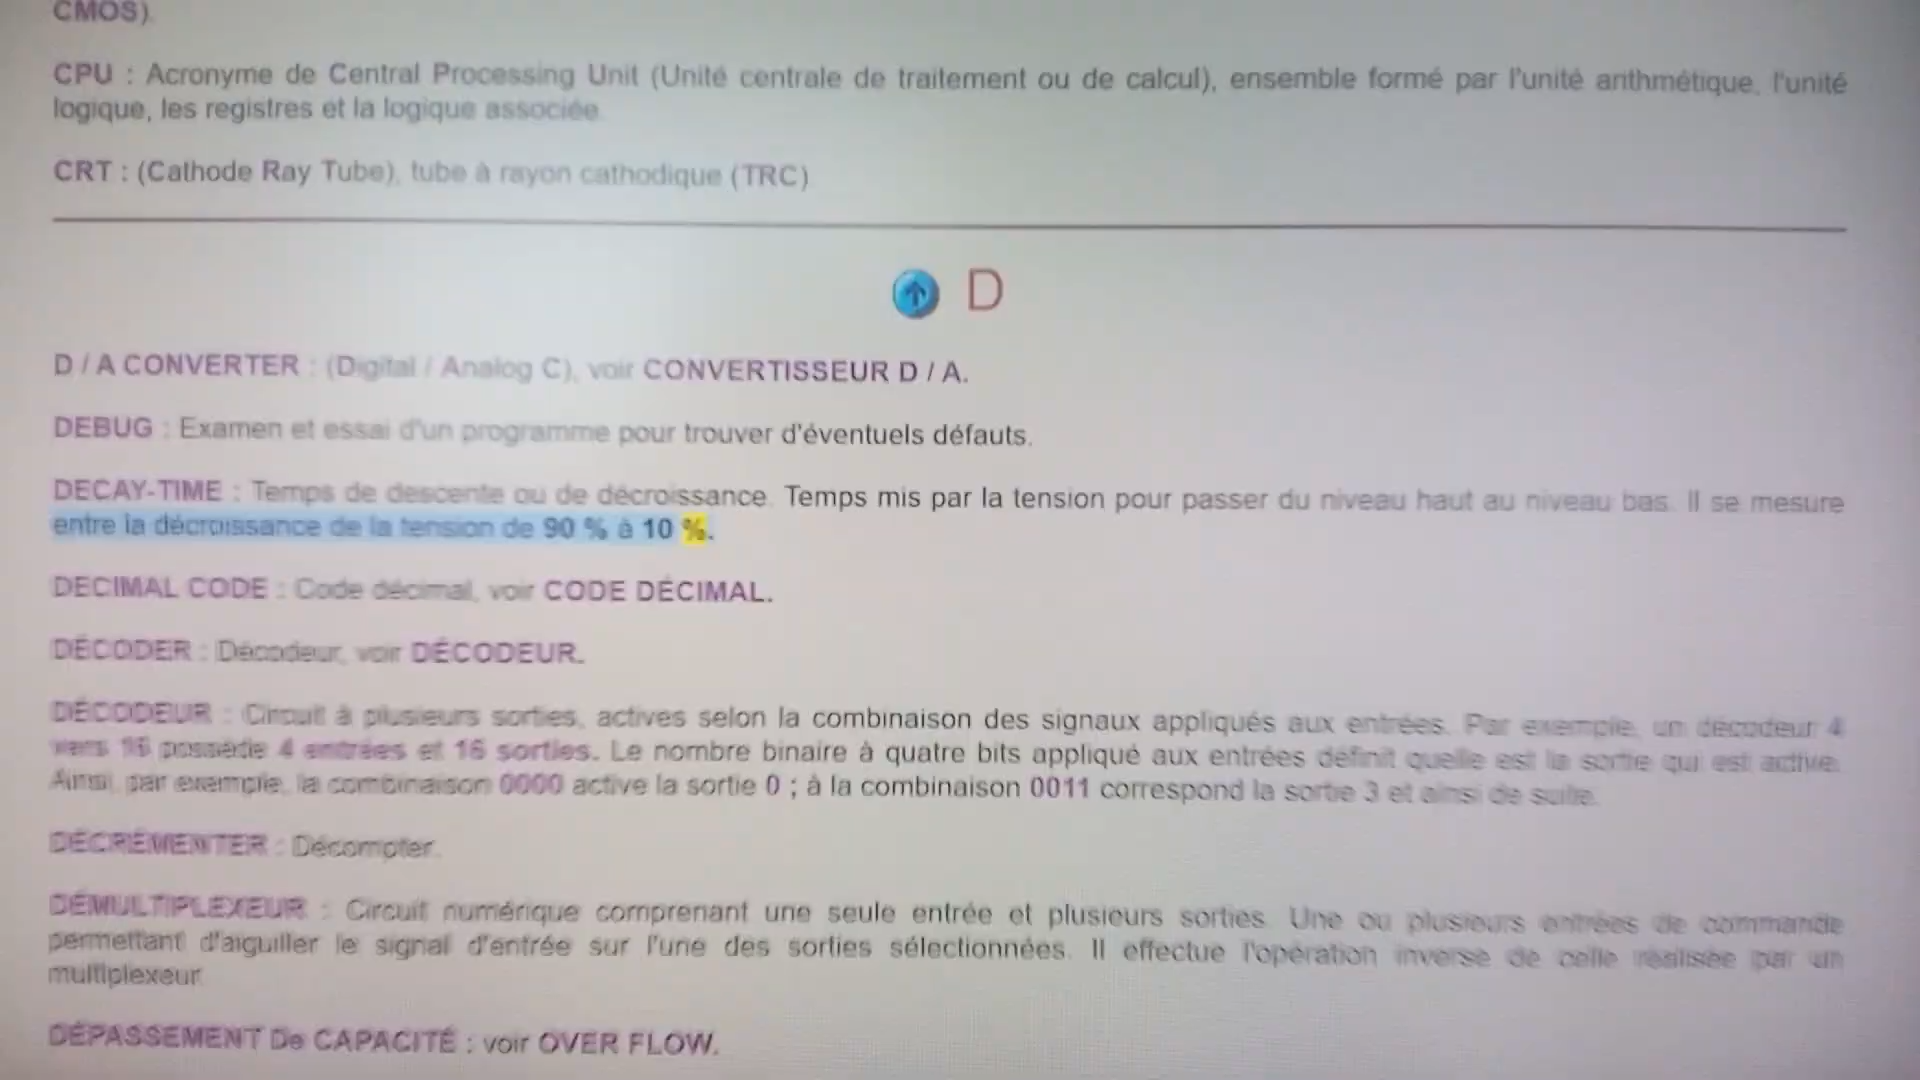 CMOS)
CPU : Acronyme de Central Processing Unit (Unité centrale de traitement ou de calcul), ensemble formé par l'unité arithmétique, l'unité
logique, les registres et la logique associée.
CRT : (Cathode Ray Tube), tube à rayon cathodique (TRC)
D
D / A CONVERTER : (Digital / Analog C), voir CONVERTISSEUR D / A.
DEBUG : Examen et essai d'un programme pour trouver d'éventuels défauts.
DECAY-TIME : Temps de descente ou de décroissance. Temps mis par la tension pour passer du niveau haut au niveau bas. Il se mesure
entre la décroissance de la tension de 90 % à 10 %.
DECIMAL CODE : Code décimal, voir CODE DÉCIMAL.
DÉCODER : Décodeur, voir DÉCODEUR.
DÉCODEUR : Circuit à plusieurs sorties, actives selon la combinaison des signaux appliqués aux entrées. Par exemple, un décodeur 4
vers 16 possède 4 entrées et 16 sorties. Le nombre binaire à quatre bits appliqué aux entrées définit quelle est la sortie qui est active.
Ainsi, par exemple, la combinaison 0000 active la sortie 0 ; à la combinaison 0011 correspond la sortie 3 et ainsi de suite.
DÉCRÉMENTER : Décompter.
DÉMULTIPLEXEUR : Circuit numérique comprenant une seule entrée et plusieurs sorties. Une ou plusieurs entrées de commande
permettant d'aiguiller le signal d'entrée sur l'une des sorties sélectionnées. Il effectue l'opération inverse de celle réalisée par un
multiplexeur.
DÉPASSEMENT De CAPACITÉ : voir OVER FLOW.